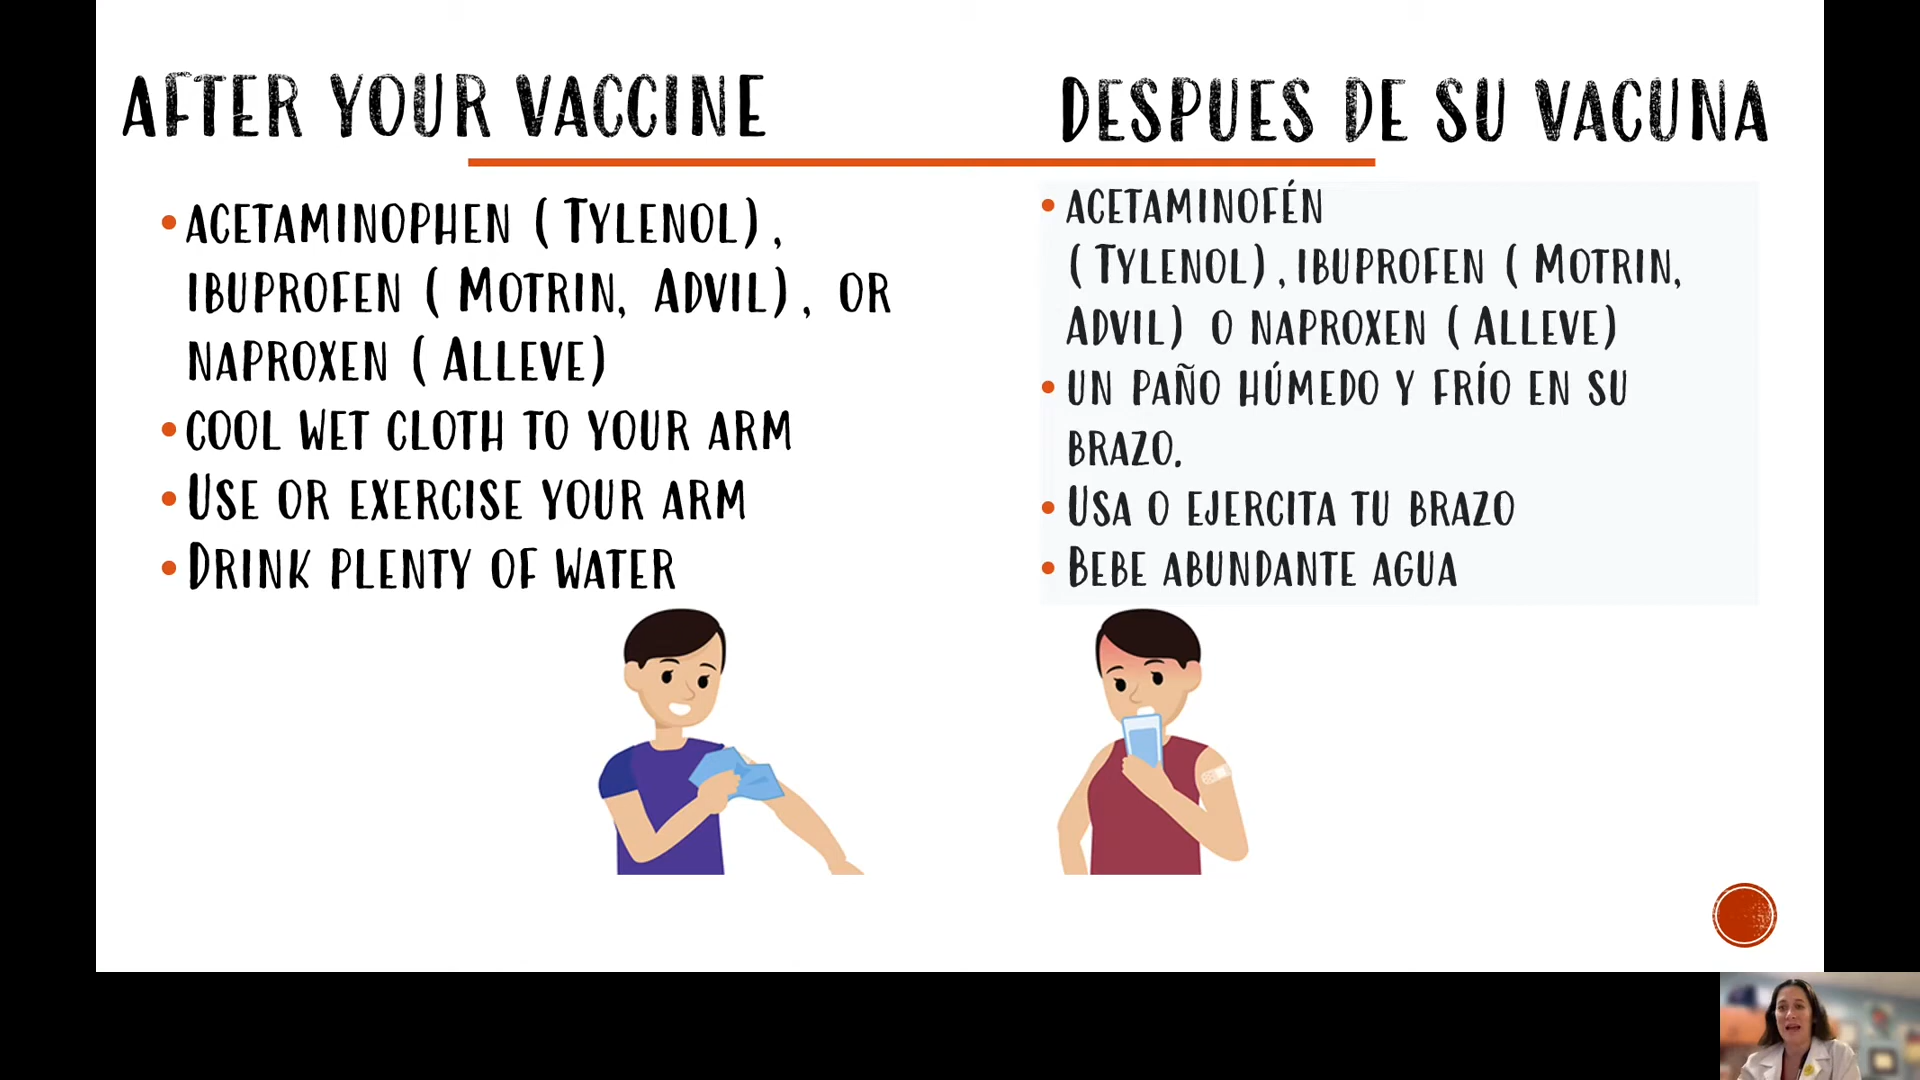 AFTER YOUR VACCINE
ACETAMINOPHEN (TYLENOL),
IBUPROFEN (MOTRIN, ADVIL), OR
NAPROXEN (ALLEVE)
COOL WET CLOTH TO YOUR ARM
USE OR EXERCISE YOUR ARM
DRINK PLENTY OF WATER
DESPUES DE SU VACUNA
ACETAMINOFÉN
(TYLENOL), IBUPROFEN (MOTRIN,
ADVIL) O NAPROXEN (ALLEVE)
UN PAÑO HÚMEDO Y FRÍO EN SU
BRAZO.
USA O EJERCITA TU BRAZO
BEBE ABUNDANTE AGUA